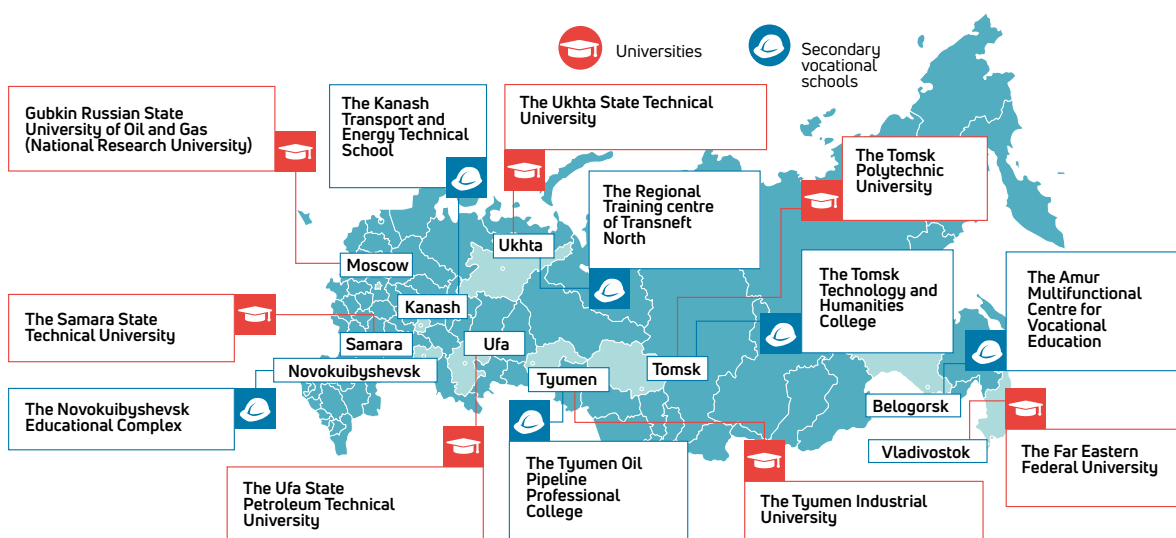 Universities
Secondary
vocational
schools
Gubkin Russian State
University of Oil and Gas
(National Research University)
The Kanash
Transport and
Energy Technical
School
The Ukhta State Technical
University
The Tomsk
Polytechnic
University
The Regional
Training centre
of Transneft
North
Ukhta
Moscow
The Tomsk
Technology and
Humanities
College
The Amur
Multifunctional
Centre for
Vocational
Education
Kanash
The Samara State
Technical University
Samara
Ufa
Novokuibyshevsk
Tyumen
Tomsk
The Novokuibyshevsk
Educational Complex
Belogorsk
Vladivostok
The Far Eastern
Federal University
The Ufa State
Petroleum Technical
University
The Tyumen Oil
Pipeline
Professional
College
The Tyumen Industrial
University